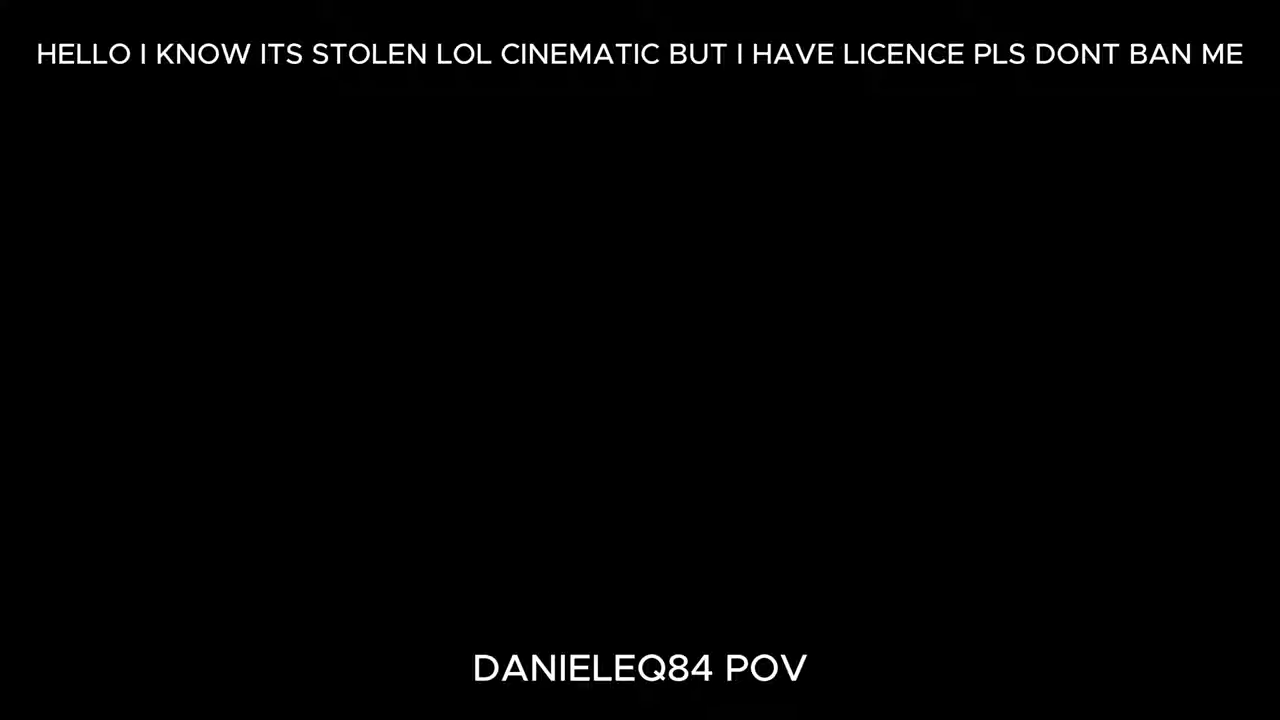 HELLO I KNOW ITS STOLEN LOL CINEMATIC BUT I HAVE LICENCE PLS DONT BAN ME
DANIELEQ84 POV